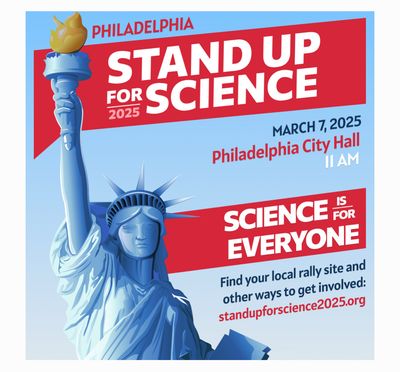 PHILADELPHIA
STAND UP
FOR SCIENCE
2025
MARCH 7, 2025
Philadelphia City Hall
11 AM
SCIENCE IS FOR
EVERYONE
Find your local rally site and
other ways to get involved:
standupforscience2025.org